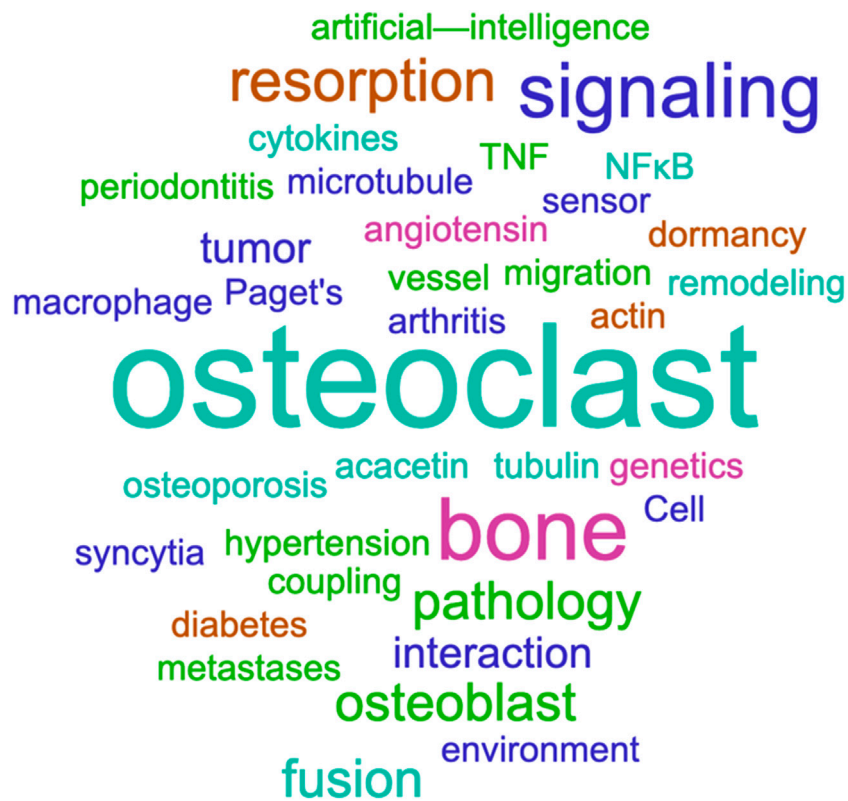 artificial—intelligence
resorption signaling
cytokines TNF NFκB
periodontitis microtubule sensor
angiotensin dormancy
tumor vessel migration remodeling
macrophage Paget's arthritis actin
osteoclast
osteoporosis acacetin tubulin genetics
Cell
syncytia hypertension bone
coupling pathology
diabetes
metastases interaction
osteoblast
environment
fusion